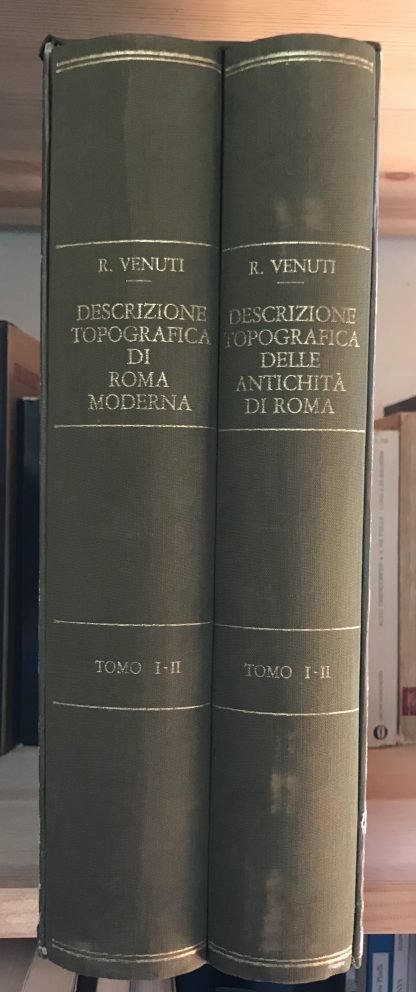 R. VENUTI
DESCRIZIONE
TOPOGRAFICA
DI
ROMA
MODERNA
TOMO I-II
R. VENUTI
DESCRIZIONE
TOPOGRAFICA
DELLE
ANTICHITÀ
DI ROMA
TOMO I-II